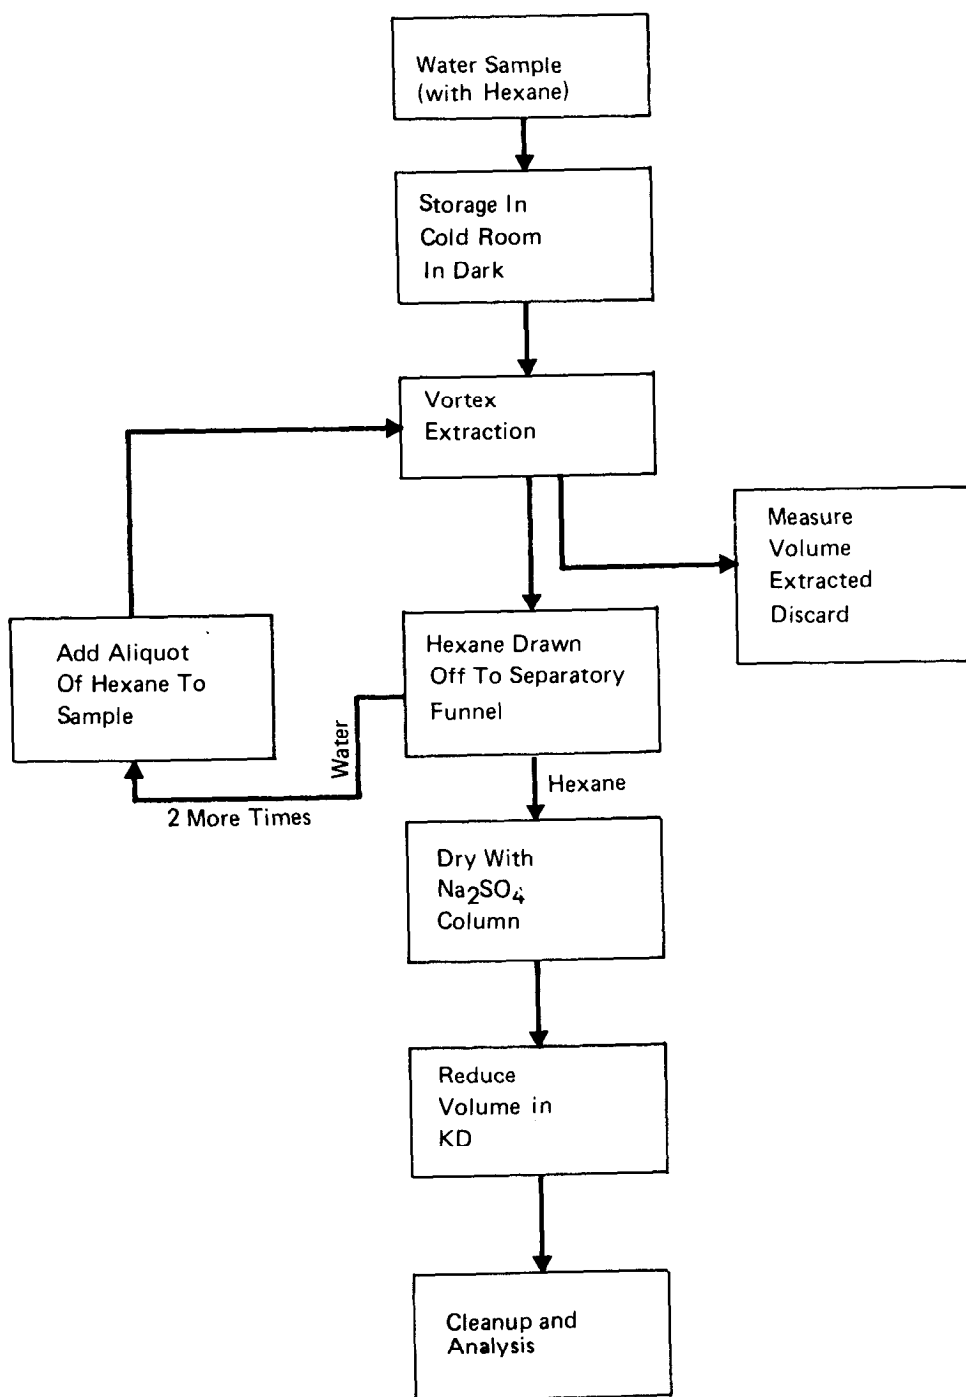 Water Sample
(with Hexane)
Storage In
Cold Room
In Dark
Vortex
Extraction
Measure
Volume
Extracted
Discard
Hexane Drawn
Off To Separatory
Funnel
Add Aliquot
Of Hexane To
Sample
Water
2 More Times
Hexane
Dry With
Na₂SO₄
Column
Reduce
Volume in
KD
Cleanup and
Analysis